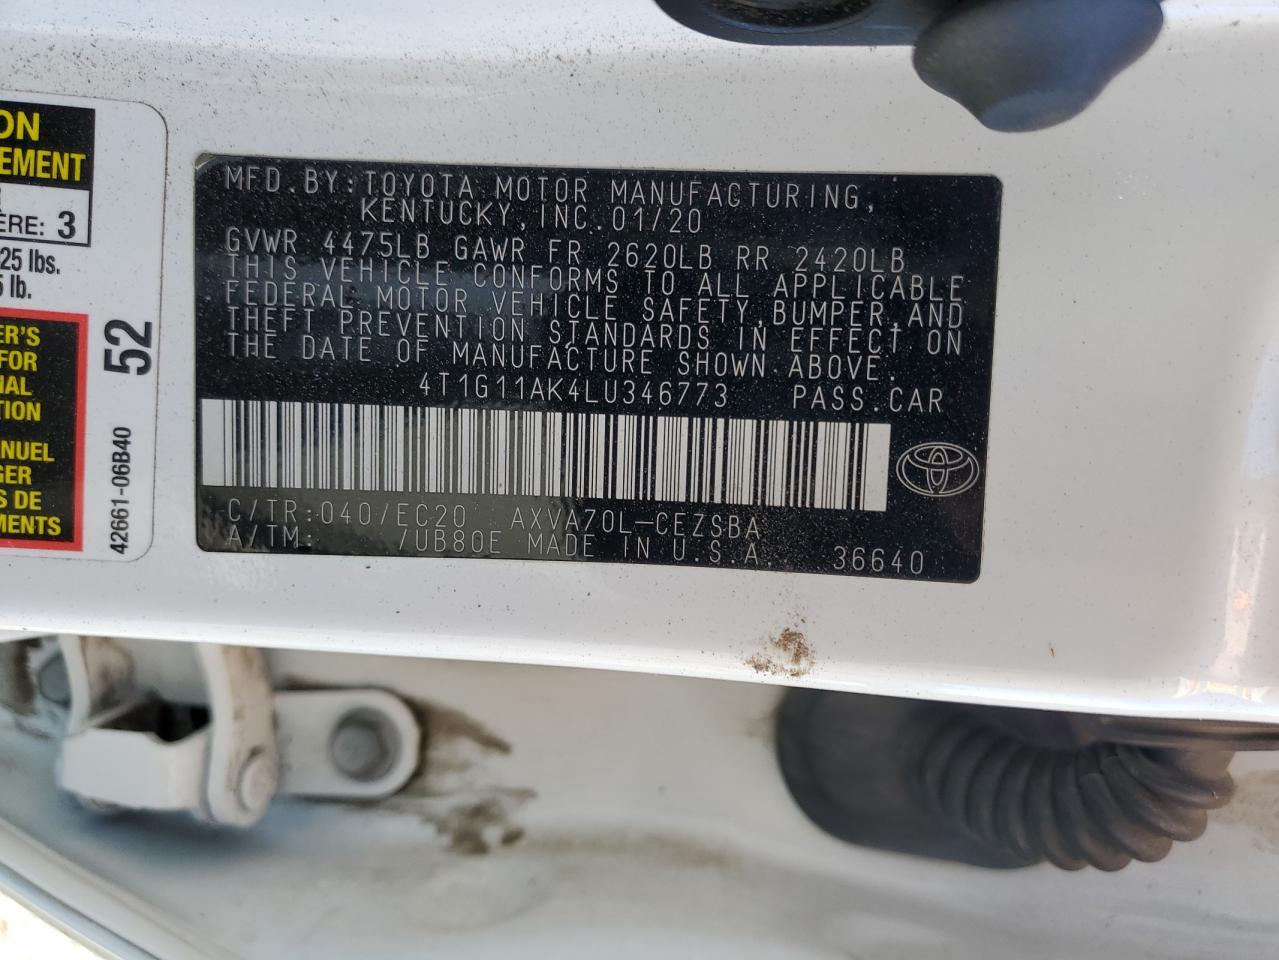 ON
EMENT
ÈRE: 3
25 lbs.
5 lb.
ER'S
FOR
NAL
TION
NUEL
GER
S DE
MENTS
52
42661-06B40
MFD.BY:TOYOTA MOTOR MANUFACTURING,
KENTUCKY,INC.01/20
GVWR 4475LB GAWR FR 2620LB RR 2420LB
THIS VEHICLE CONFORMS TO ALL APPLICABLE
FEDERAL MOTOR VEHICLE SAFETY,BUMPER,AND
THEFT PREVENTION STANDARDS IN EFFECT ON
THE DATE OF MANUFACTURE SHOWN ABOVE.
4T1G11AK4LU346773 PASS.CAR
C/TR:040/EC20 AXVA70L-CEZSBA
A/TM: /UB80E MADE IN U.S.A. 36640